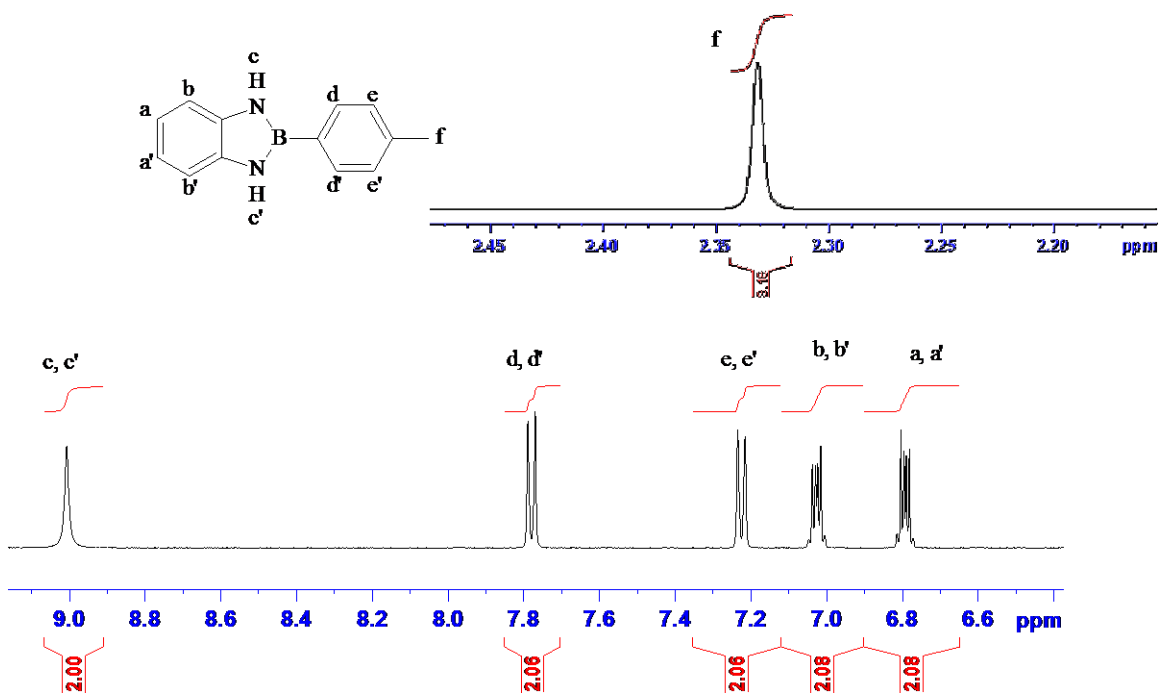 c
H
N
b
a
a'
b'
B
N
H
c'
d
e
f
d'
e'
f
2.45 2.40 2.35 2.30 2.25 2.20 ppm
3.18
c, c' d, d' e, e' b, b' a, a'
9.0 8.8 8.6 8.4 8.2 8.0 7.8 7.6 7.4 7.2 7.0 6.8 6.6 ppm
2.00 2.06 2.06 2.08 2.08